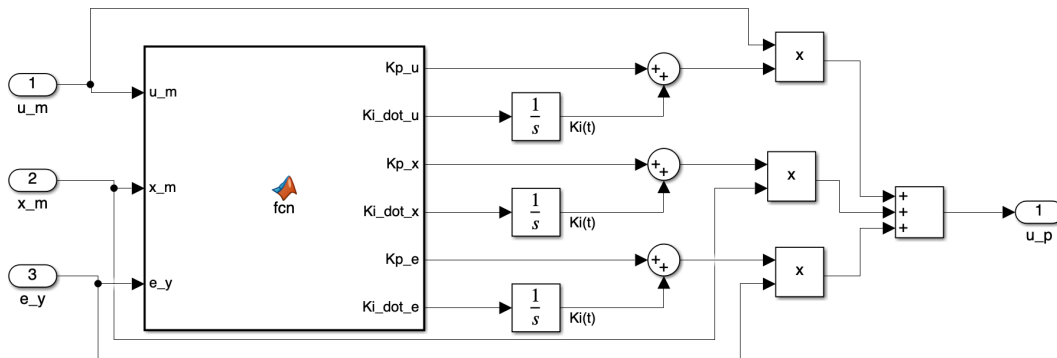 1
u_m
2
x_m
3
e_y
u_m
x_m
e_y
fcn
Kp_u
Ki_dot_u
Kp_x
Ki_dot_x
Kp_e
Ki_dot_e
1
s
Ki(t)
1
s
Ki(t)
1
s
Ki(t)
+
+
+
+
+
+
x
x
x
+
+
+
1
u_p